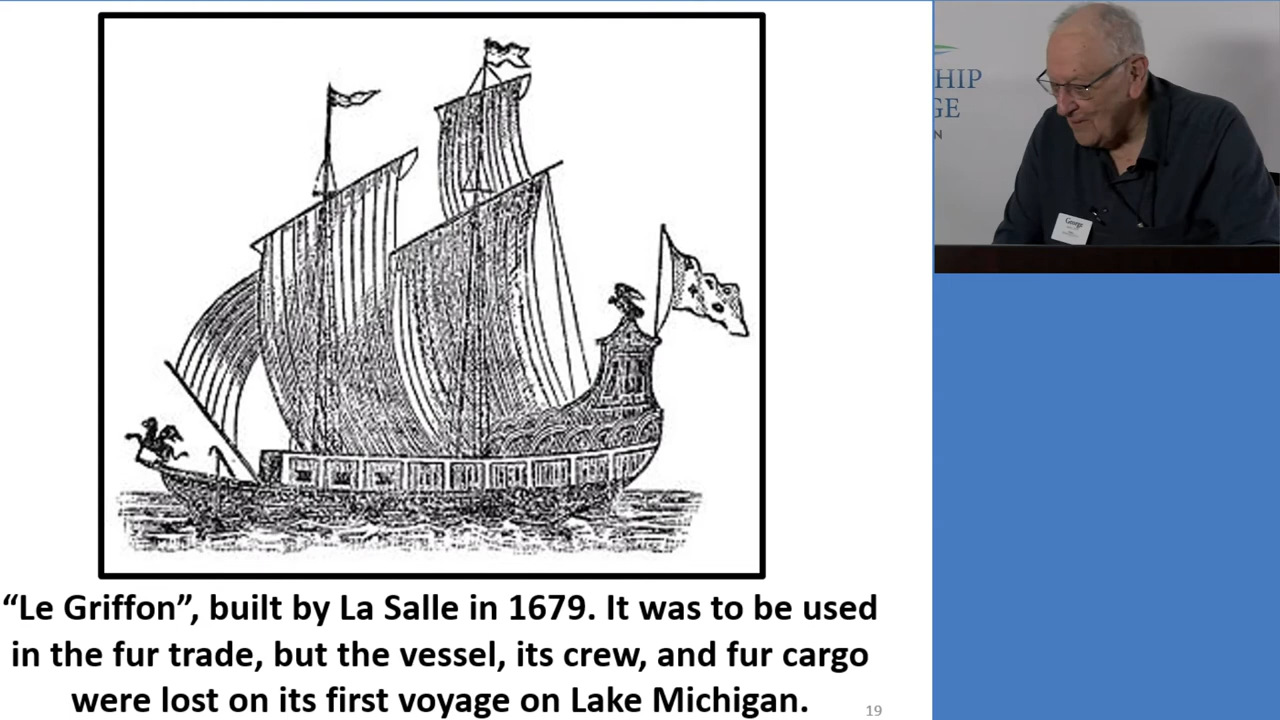 “Le Griffon”, built by La Salle in 1679. It was to be used
in the fur trade, but the vessel, its crew, and fur cargo
were lost on its first voyage on Lake Michigan.
19
HIP
GE
N
George